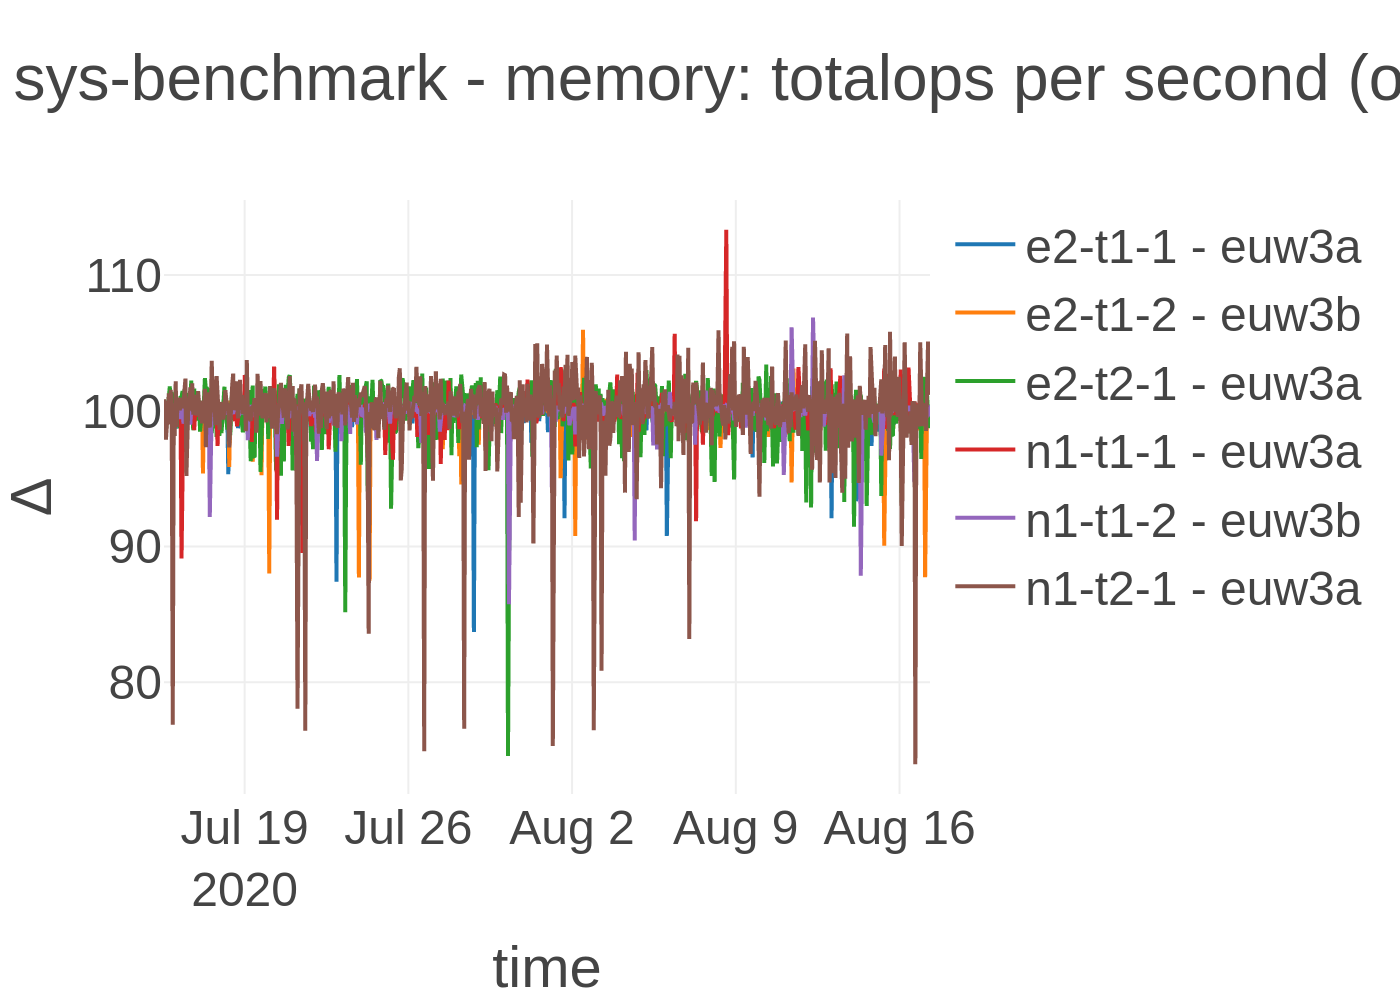 sys-benchmark - memory: totalops per second (o
110
100
90
80
Δ
Jul 19 Jul 26 Aug 2 Aug 9 Aug 16
2020
time
e2-t1-1 - euw3a
e2-t1-2 - euw3b
e2-t2-1 - euw3a
n1-t1-1 - euw3a
n1-t1-2 - euw3b
n1-t2-1 - euw3a